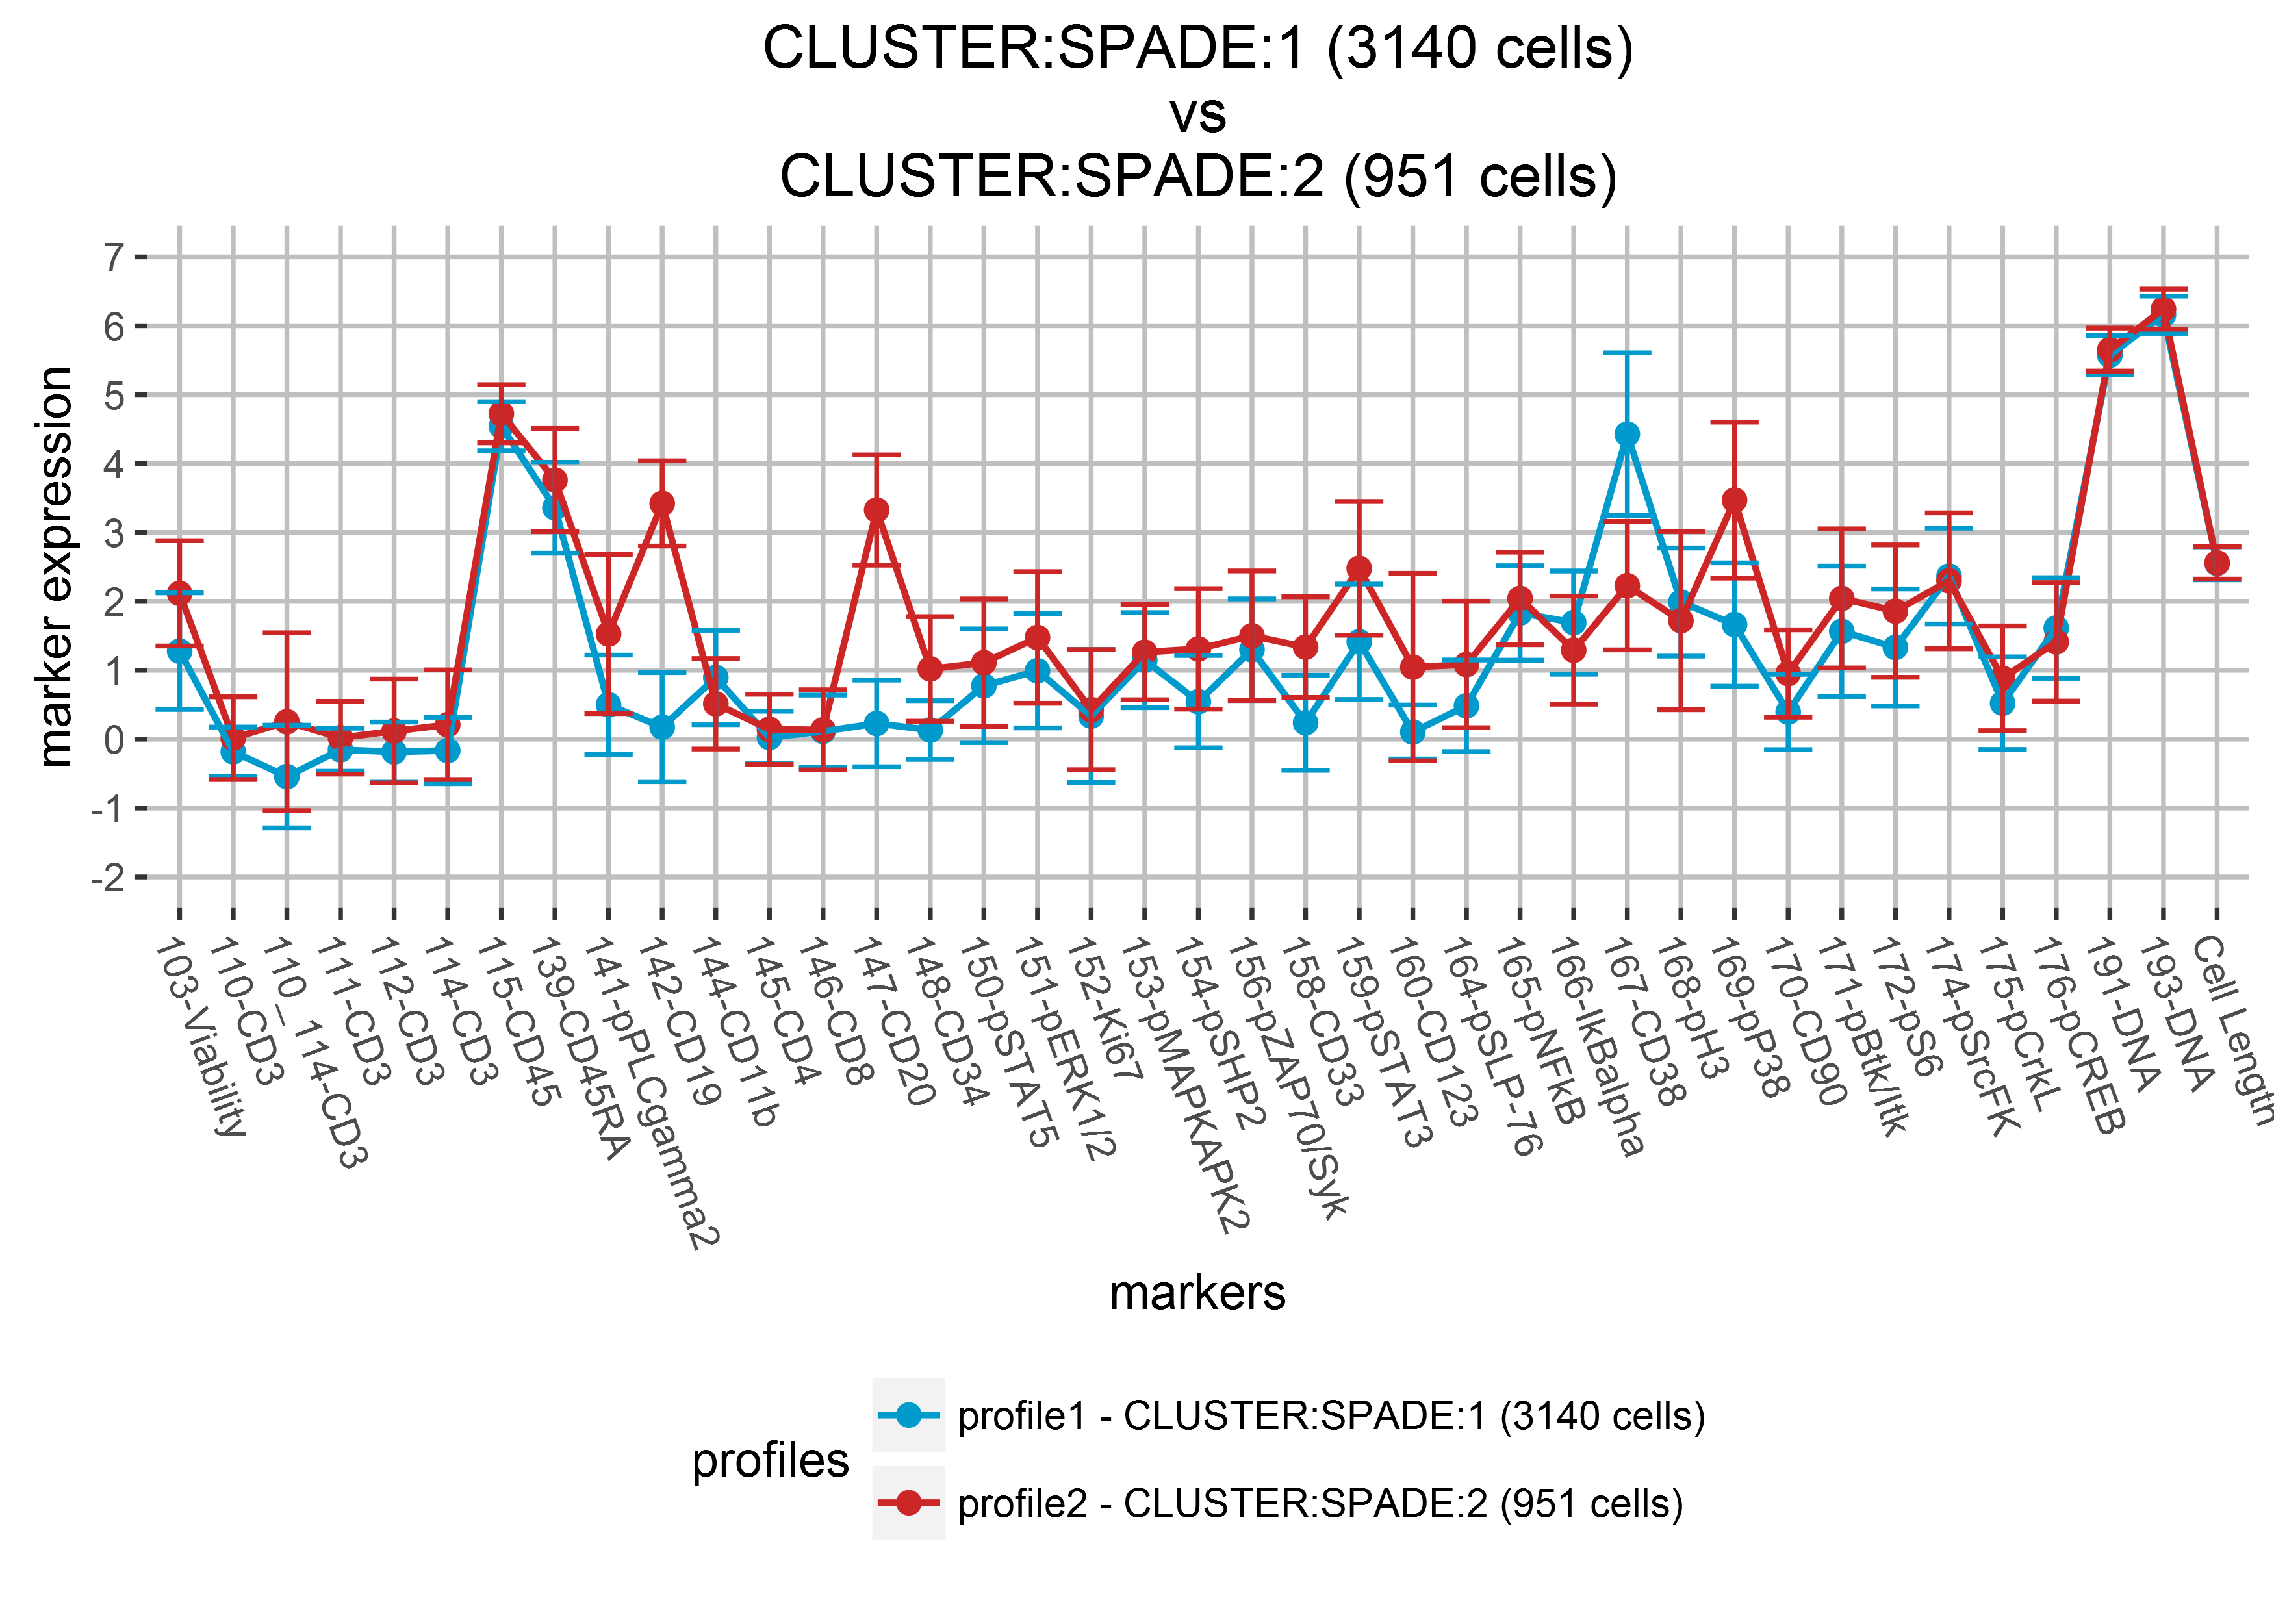 CLUSTER:SPADE:1 (3140 cells)
vs
CLUSTER:SPADE:2 (951 cells)
marker expression
7
6
5
4
3
2
1
0
-1
-2
103-Viability
110-CD3
110_114-CD3
111-CD3
112-CD3
114-CD3
115-CD45
139-CD45RA
141-pPLCgamma2
142-CD19
144-CD11b
145-CD4
146-CD8
147-CD20
148-CD34
150-pSTAT5
151-pERK1/2
152-Ki67
153-pMAPKAPK2
154-pSHP2
156-pZAP70/Syk
158-CD33
159-pSTAT3
160-CD123
164-pSLP-76
165-pNFkB
166-IkBalpha
167-CD38
168-pH3
169-pP38
170-CD90
171-pBtk/Itk
172-pS6
174-pSrcFK
175-pCrkL
176-pCREB
191-DNA
193-DNA
Cell Length
markers
profiles
profile1 - CLUSTER:SPADE:1 (3140 cells)
profile2 - CLUSTER:SPADE:2 (951 cells)